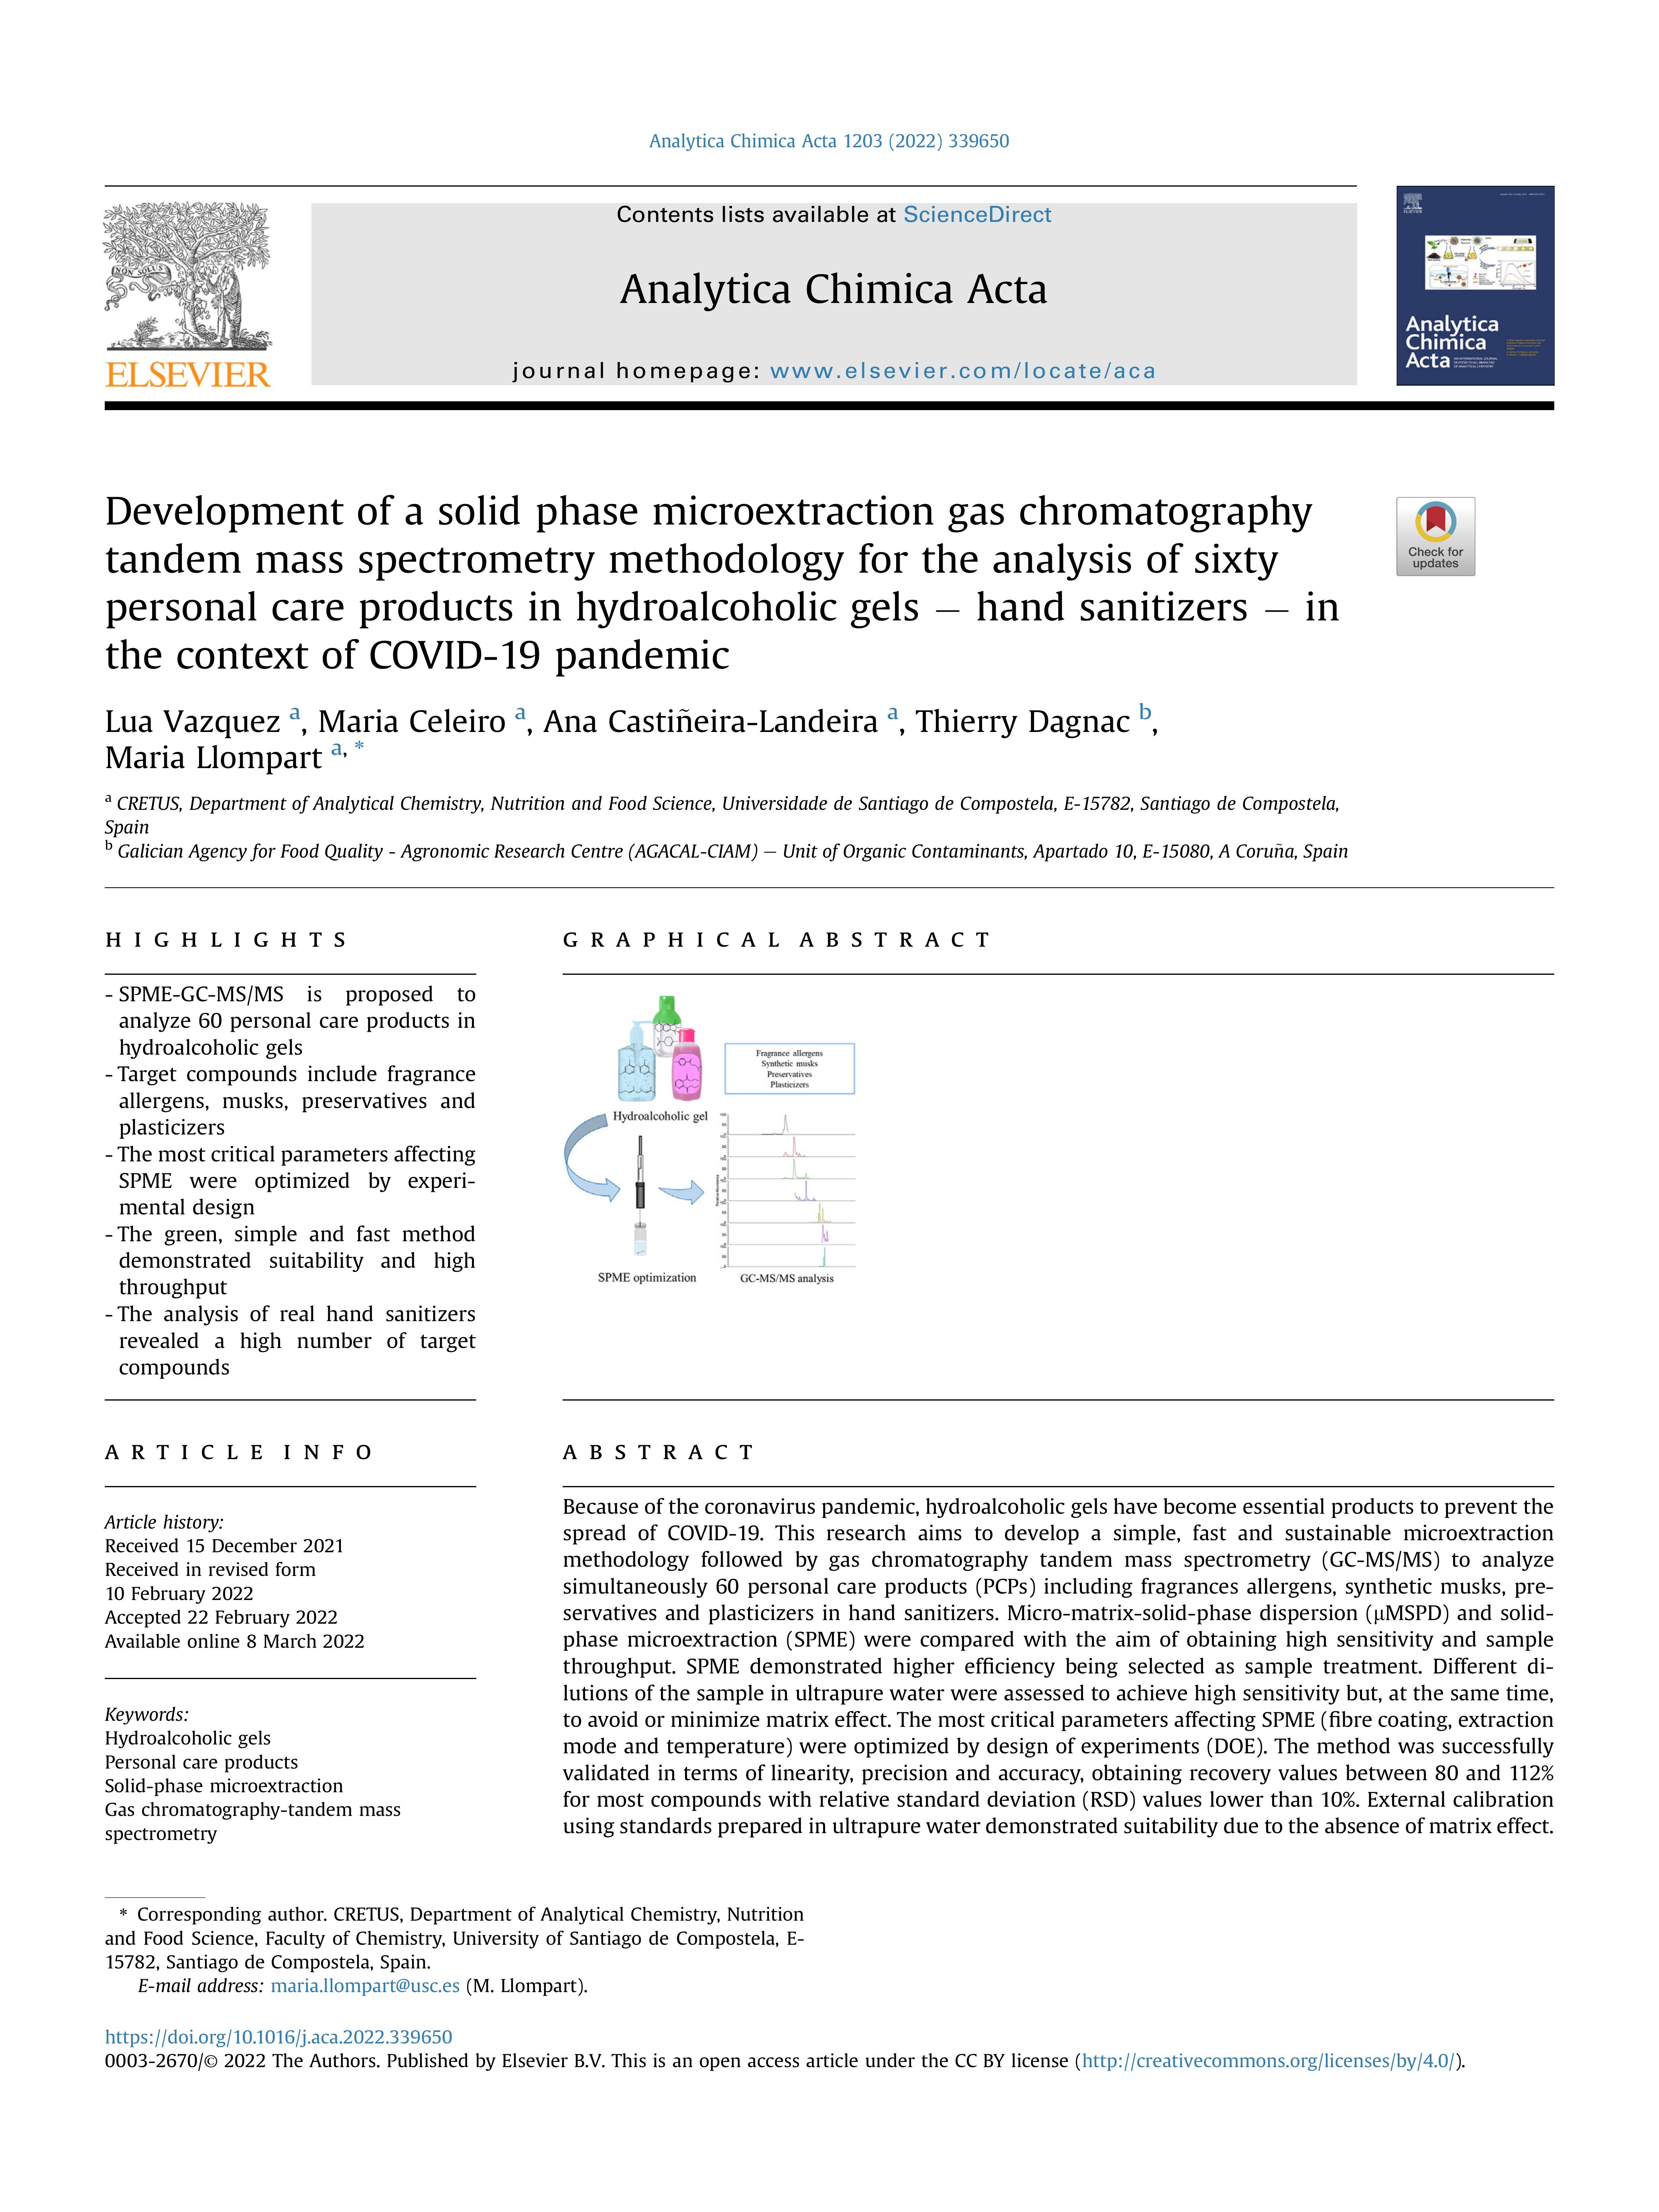 Analytica Chimica Acta 1203 (2022) 339650
NON SOLUS
ELSEVIER
Contents lists available at ScienceDirect
Analytica Chimica Acta
journal homepage: www.elsevier.com/locate/aca
ELSEVIER
Analytica
Chimica
Acta
Development of a solid phase microextraction gas chromatography
tandem mass spectrometry methodology for the analysis of sixty
personal care products in hydroalcoholic gels — hand sanitizers — in
the context of COVID-19 pandemic
Check for
updates
Lua Vazquez a, Maria Celeiro a, Ana Castiñeira-Landeira a, Thierry Dagnac b,
Maria Llompart a, *
a CRETUS, Department of Analytical Chemistry, Nutrition and Food Science, Universidade de Santiago de Compostela, E-15782, Santiago de Compostela,
Spain
b Galician Agency for Food Quality - Agronomic Research Centre (AGACAL-CIAM) — Unit of Organic Contaminants, Apartado 10, E-15080, A Coruña, Spain
HIGHLIGHTS
- SPME-GC-MS/MS is proposed to
analyze 60 personal care products in
hydroalcoholic gels
- Target compounds include fragrance
allergens, musks, preservatives and
plasticizers
- The most critical parameters affecting
SPME were optimized by experi-
mental design
- The green, simple and fast method
demonstrated suitability and high
throughput
- The analysis of real hand sanitizers
revealed a high number of target
compounds
GRAPHICAL ABSTRACT
Fragrance allergens
Synthetic musks
Preservatives
Plasticizers
Hydroalcoholic gel
SPME optimization
GC-MS/MS analysis
ARTICLE INFO
Article history:
Received 15 December 2021
Received in revised form
10 February 2022
Accepted 22 February 2022
Available online 8 March 2022
Keywords:
Hydroalcoholic gels
Personal care products
Solid-phase microextraction
Gas chromatography-tandem mass
spectrometry
ABSTRACT
Because of the coronavirus pandemic, hydroalcoholic gels have become essential products to prevent the
spread of COVID-19. This research aims to develop a simple, fast and sustainable microextraction
methodology followed by gas chromatography tandem mass spectrometry (GC-MS/MS) to analyze
simultaneously 60 personal care products (PCPs) including fragrances allergens, synthetic musks, pre-
servatives and plasticizers in hand sanitizers. Micro-matrix-solid-phase dispersion (μMSPD) and solid-
phase microextraction (SPME) were compared with the aim of obtaining high sensitivity and sample
throughput. SPME demonstrated higher efficiency being selected as sample treatment. Different di-
lutions of the sample in ultrapure water were assessed to achieve high sensitivity but, at the same time,
to avoid or minimize matrix effect. The most critical parameters affecting SPME (fibre coating, extraction
mode and temperature) were optimized by design of experiments (DOE). The method was successfully
validated in terms of linearity, precision and accuracy, obtaining recovery values between 80 and 112%
for most compounds with relative standard deviation (RSD) values lower than 10%. External calibration
using standards prepared in ultrapure water demonstrated suitability due to the absence of matrix effect.
* Corresponding author. CRETUS, Department of Analytical Chemistry, Nutrition
and Food Science, Faculty of Chemistry, University of Santiago de Compostela, E-
15782, Santiago de Compostela, Spain.
E-mail address: maria.llompart@usc.es (M. Llompart).
https://doi.org/10.1016/j.aca.2022.339650
0003-2670/© 2022 The Authors. Published by Elsevier B.V. This is an open access article under the CC BY license (http://creativecommons.org/licenses/by/4.0/).